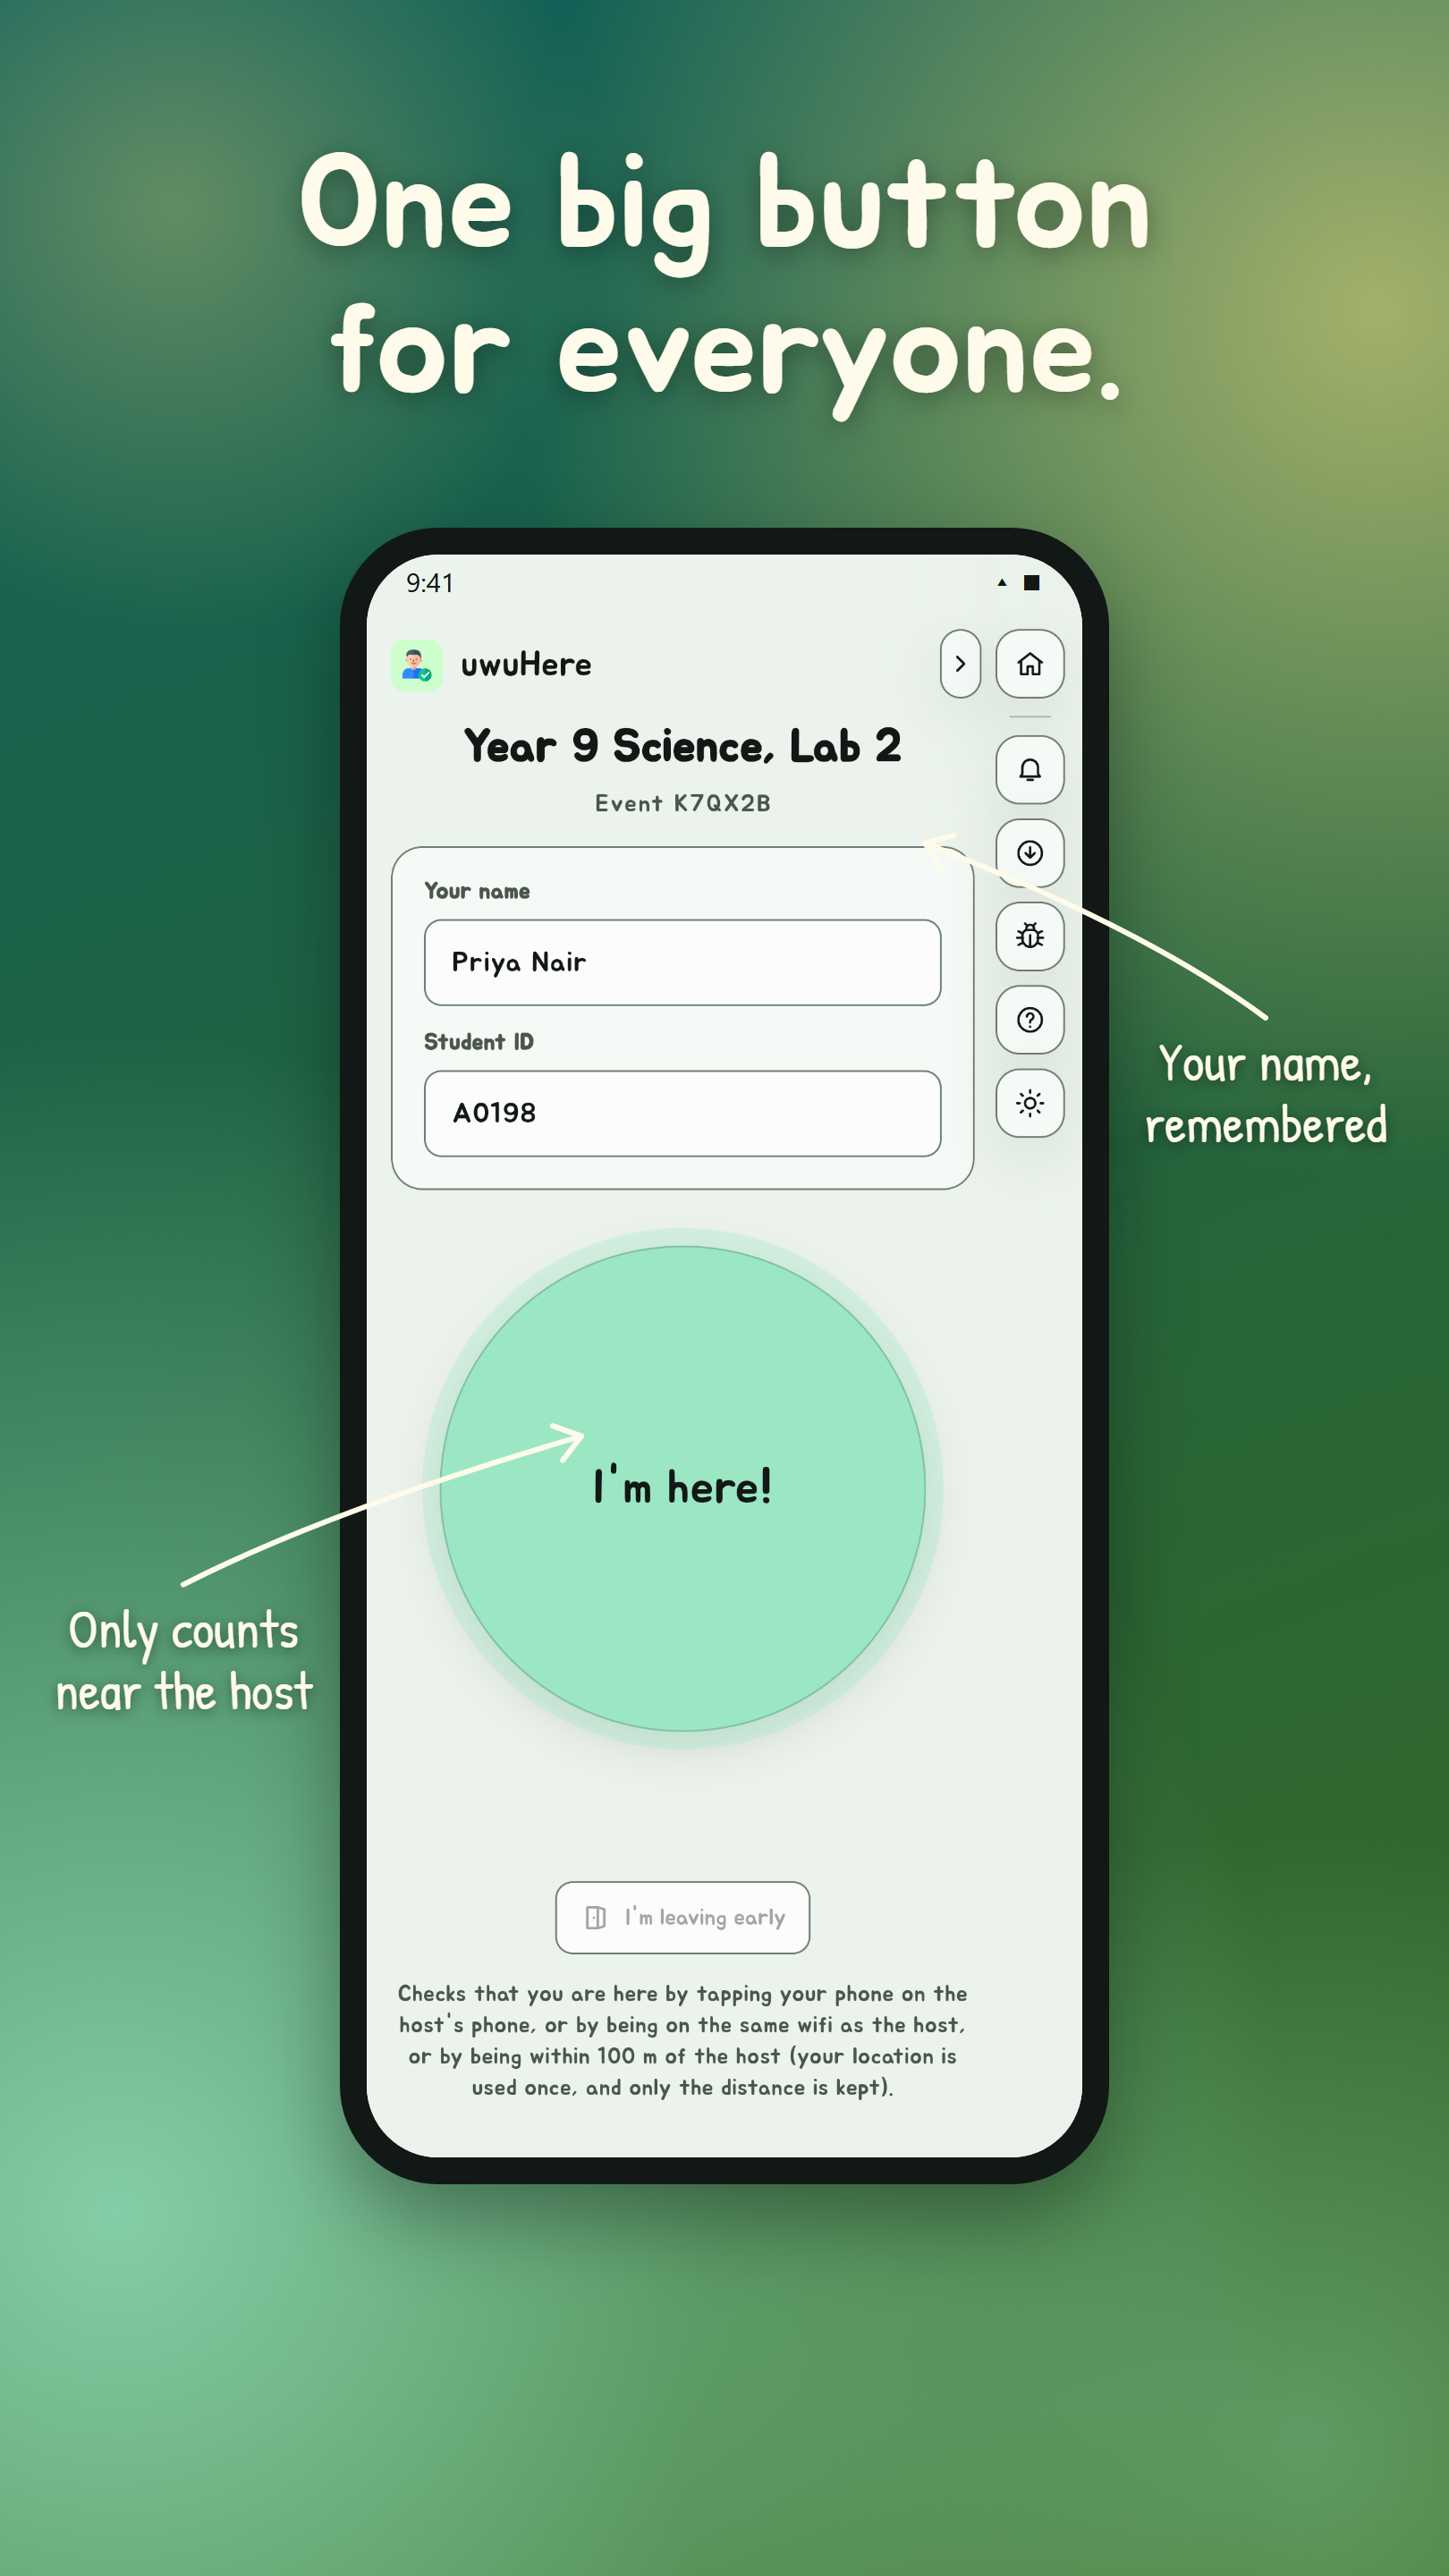 One big button
for everyone.
9:41
uwuHere
Year 9 Science, Lab 2
Event K7QX2B
Your name
Priya Nair
Student ID
A0198
Your name,
remembered
I'm here!
Only counts
near the host
I'm leaving early
Checks that you are here by tapping your phone on the
host's phone, or by being on the same wifi as the host,
or by being within 100 m of the host (your location is
used once, and only the distance is kept).